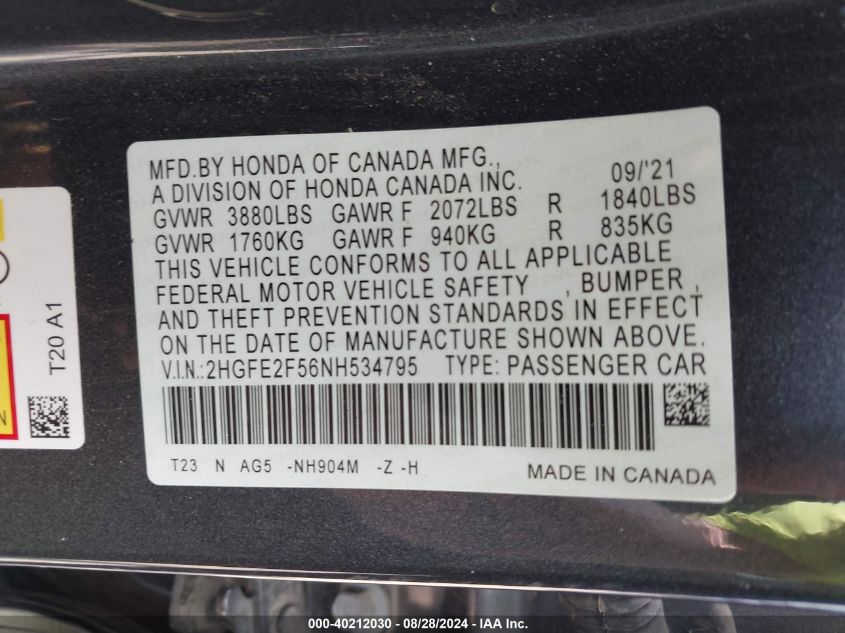 MFD.BY HONDA OF CANADA MFG.,
A DIVISION OF HONDA CANADA INC. 09/'21
GVWR 3880LBS GAWR F 2072LBS R 1840LBS
GVWR 1760KG GAWR F 940KG R 835KG
THIS VEHICLE CONFORMS TO ALL APPLICABLE
FEDERAL MOTOR VEHICLE SAFETY , BUMPER ,
AND THEFT PREVENTION STANDARDS IN EFFECT
ON THE DATE OF MANUFACTURE SHOWN ABOVE.
V.I.N.:2HGFE2F56NH534795 TYPE: PASSENGER CAR
T23 N AG5 -NH904M -Z -H
MADE IN CANADA
T20 A1
000-40212030 - 08/28/2024 - IAA Inc.